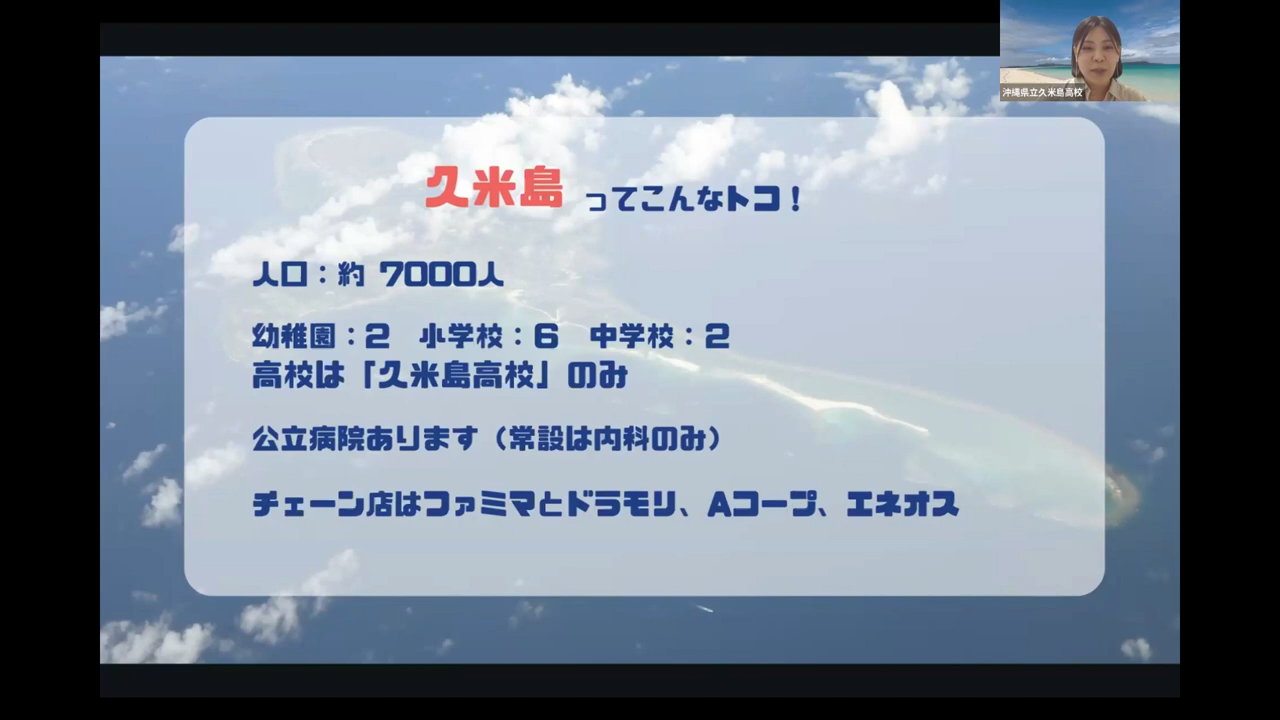 沖縄県立久米島高校
久米島 ってこんなトコ！
人口：約 7000人
幼稚園：2 小学校：6 中学校：2
高校は「久米島高校」のみ
公立病院あります（常設は内科のみ）
チェーン店はファミマとドラモリ、Aコープ、エネオス